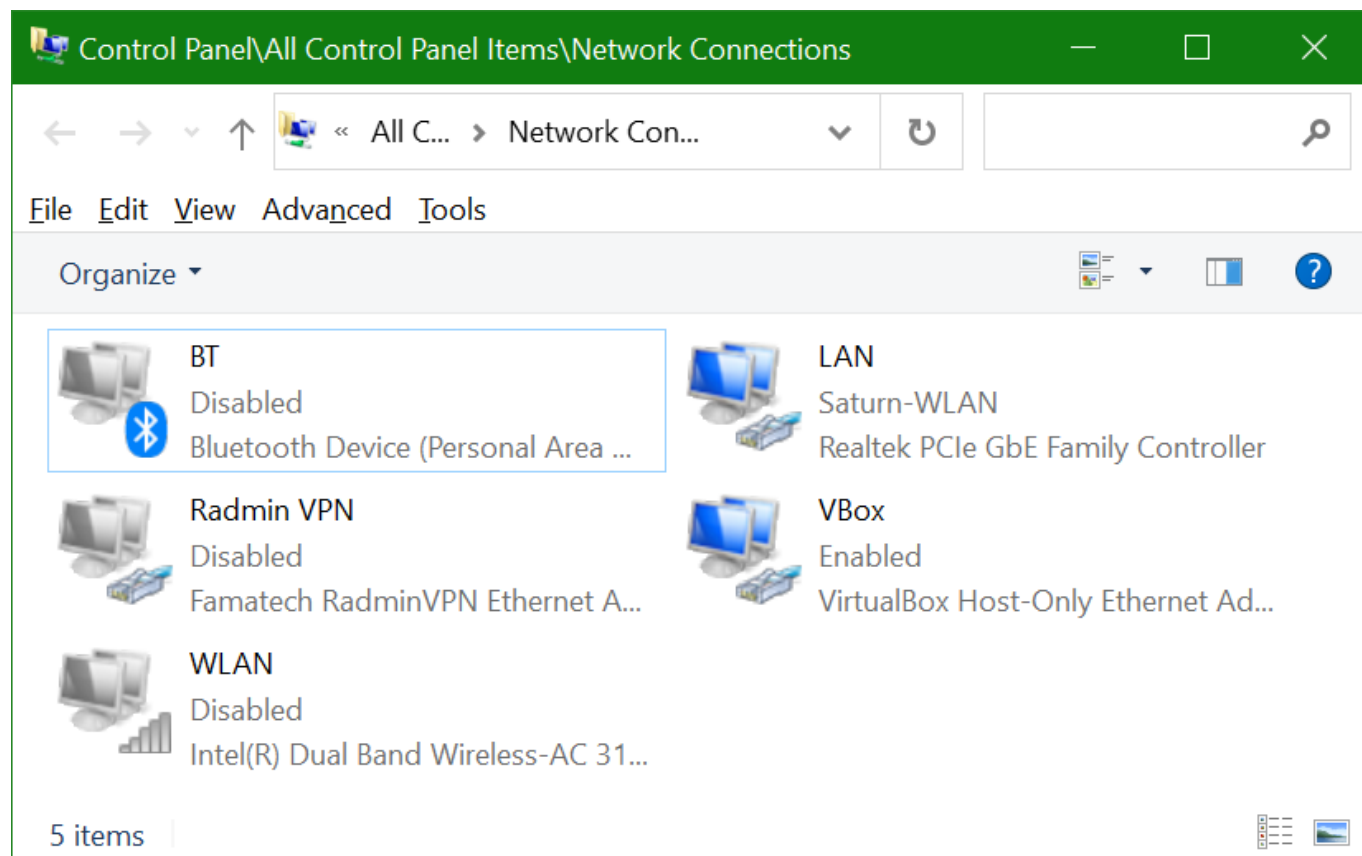 Control Panel\All Control Panel Items\Network Connections
« All C... > Network Con...
File Edit View Advanced Tools
Organize
BT
Disabled
Bluetooth Device (Personal Area ...
LAN
Saturn-WLAN
Realtek PCIe GbE Family Controller
Radmin VPN
Disabled
Famatech RadminVPN Ethernet A...
VBox
Enabled
VirtualBox Host-Only Ethernet Ad...
WLAN
Disabled
Intel(R) Dual Band Wireless-AC 31...
5 items